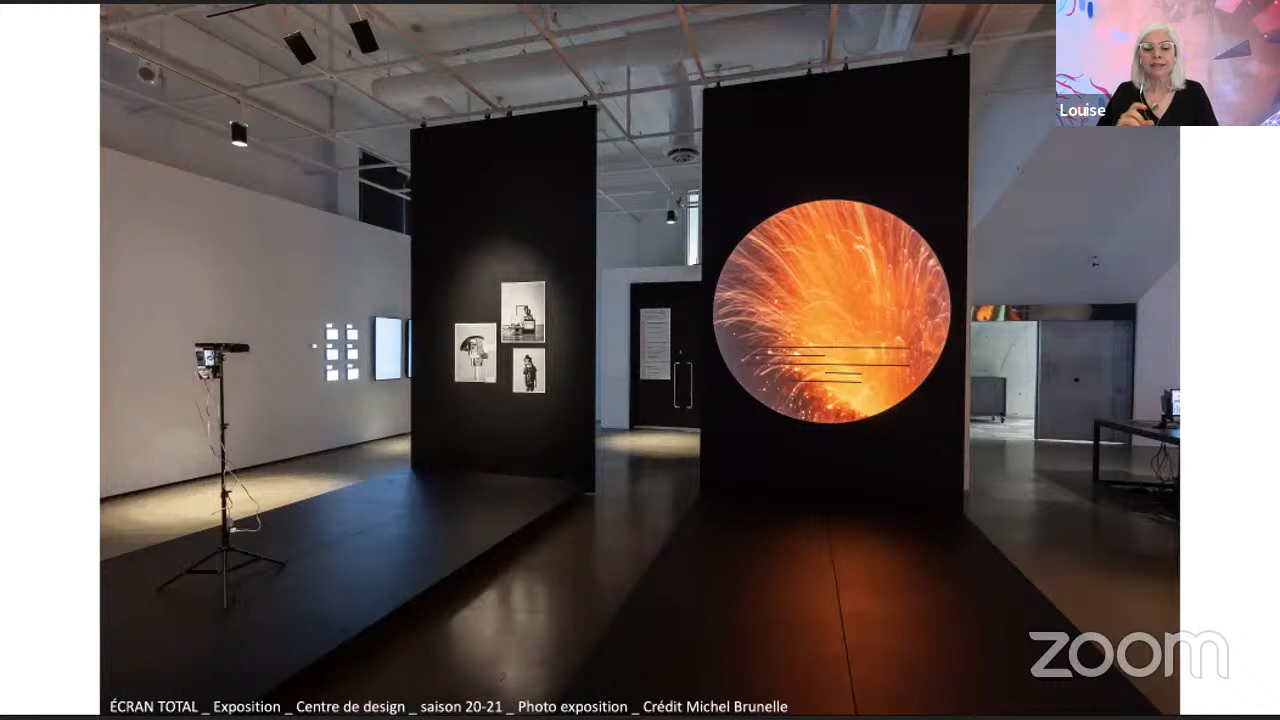 Louise
zoom
ÉCRAN TOTAL _ Exposition _ Centre de design _ saison 20-21 _ Photo exposition _ Crédit Michel Brunelle